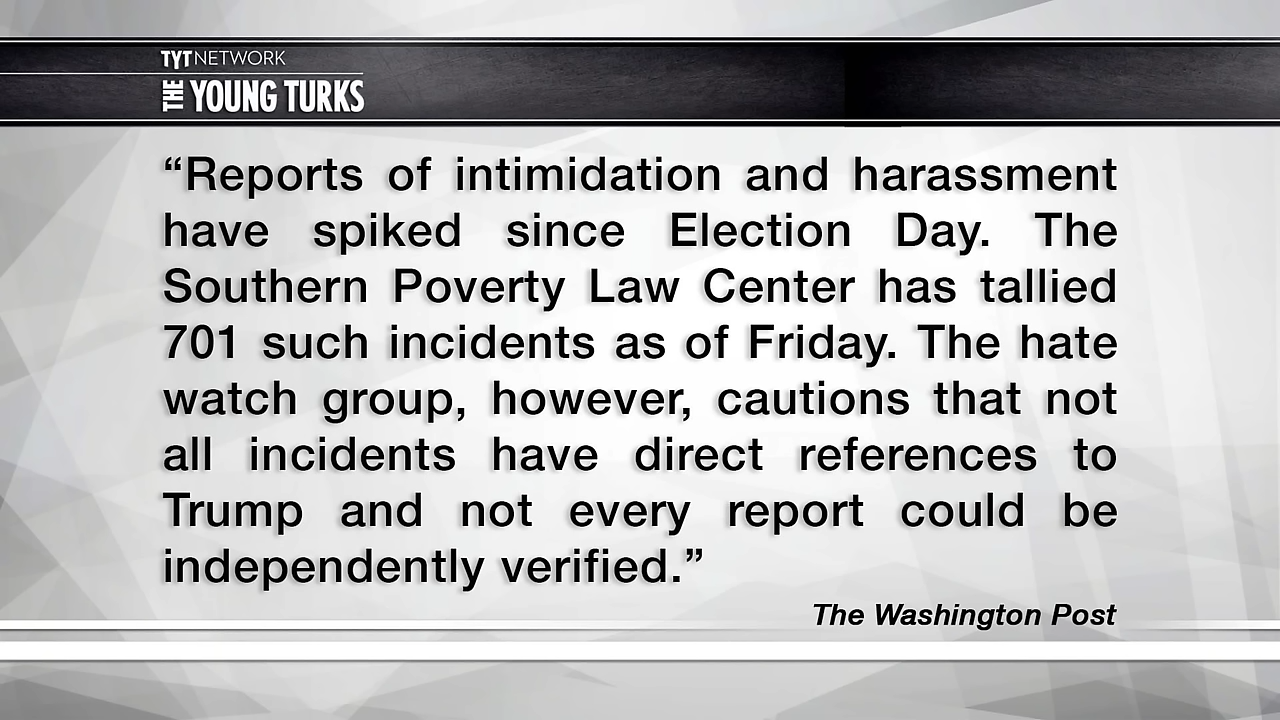 TYT NETWORK
THE YOUNG TURKS
“Reports of intimidation and harassment
have spiked since Election Day. The
Southern Poverty Law Center has tallied
701 such incidents as of Friday. The hate
watch group, however, cautions that not
all incidents have direct references to
Trump and not every report could be
independently verified.”
The Washington Post